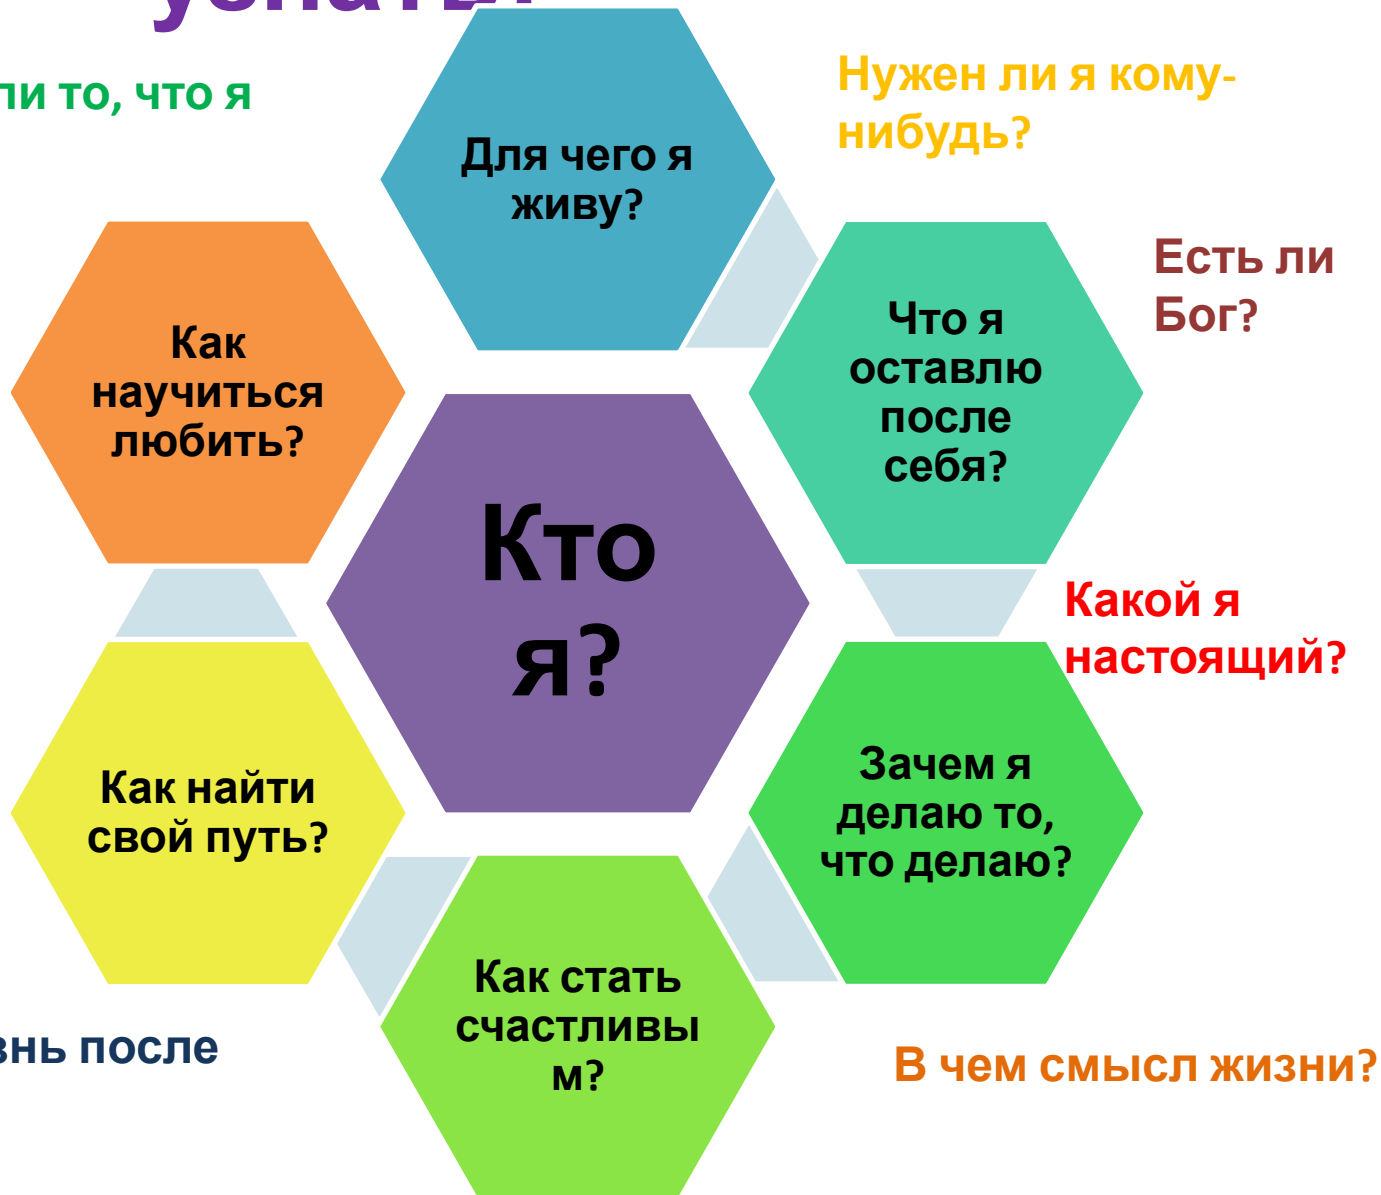 ли то, что я
Нужен ли я кому-
нибудь?
Для чего я
живу?
Есть ли
Бог?
Что я
оставлю
после
себя?
Как
научиться
любить?
Кто
я?
Какой я
настоящий?
Зачем я
делаю то,
что делаю?
Как найти
свой путь?
Как стать
счастливы
м?
после
В чем смысл жизни?